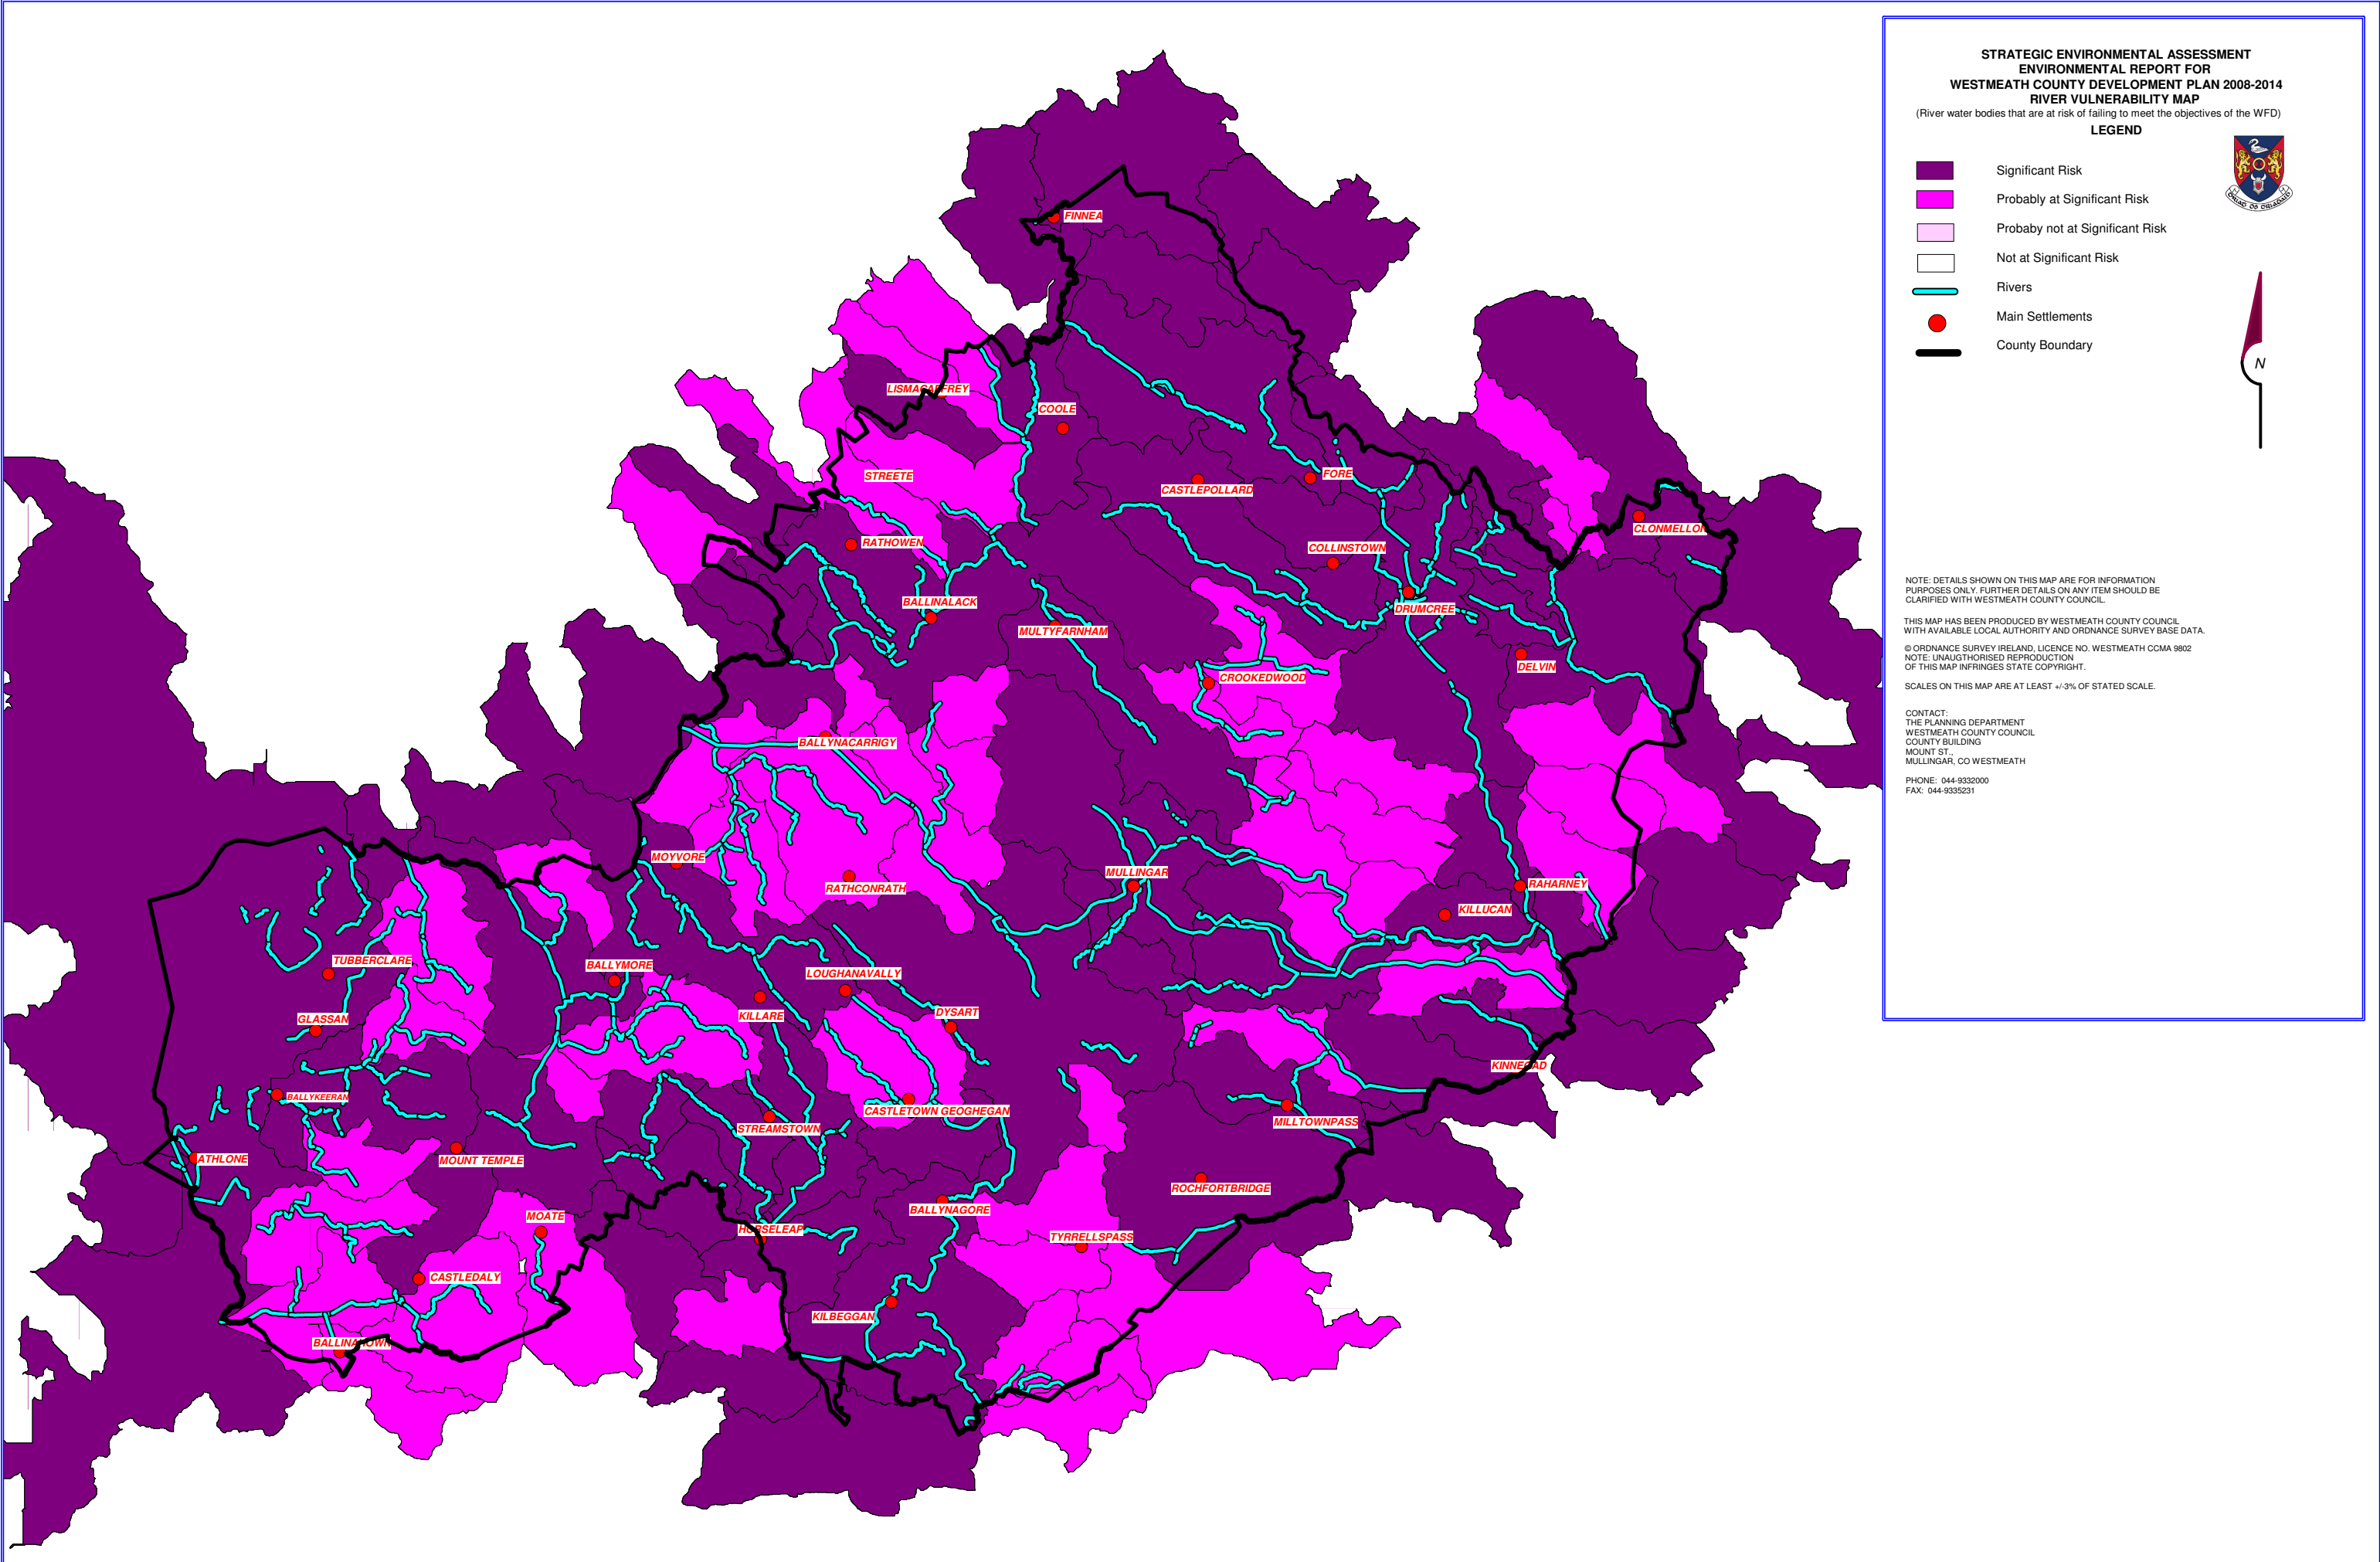 STRATEGIC ENVIRONMENTAL ASSESSMENT
ENVIRONMENTAL REPORT FOR
WESTMEATH COUNTY DEVELOPMENT PLAN 2008-2014
RIVER VULNERABILITY MAP
(River water bodies that are at risk of failing to meet the objectives of the WFD)
LEGEND
Significant Risk
Probably at Significant Risk
Probaby not at Significant Risk
Not at Significant Risk
Rivers
Main Settlements
County Boundary
N
NOTE: DETAILS SHOWN ON THIS MAP ARE FOR INFORMATION
PURPOSES ONLY. FURTHER DETAILS ON ANY ITEM SHOULD BE
CLARIFIED WITH WESTMEATH COUNTY COUNCIL.
THIS MAP HAS BEEN PRODUCED BY WESTMEATH COUNTY COUNCIL
WITH AVAILABLE LOCAL AUTHORITY AND ORDNANCE SURVEY BASE DATA.
© ORDNANCE SURVEY IRELAND, LICENCE NO. WESTMEATH CCMA 9802
NOTE: UNAUGTHORISED REPRODUCTION
OF THIS MAP INFRINGES STATE COPYRIGHT.
SCALES ON THIS MAP ARE AT LEAST +/-3% OF STATED SCALE.
CONTACT:
THE PLANNING DEPARTMENT
WESTMEATH COUNTY COUNCIL
COUNTY BUILDING
MOUNT ST.,
MULLINGAR, CO WESTMEATH
PHONE: 044-9332000
FAX: 044-9335231
FINNEA
LISMACAFFREY
COOLE
STREETE
FORE
CASTLEPOLLARD
CLONMELLON
RATHOWEN
COLLINSTOWN
BALLINALACK
DRUMCREE
MULTYFARNHAM
DELVIN
CROOKEDWOOD
BALLYNACARRIGY
MOYVORE
MULLINGAR
RATHCONRATH
RAHARNEY
KILLUCAN
TUBBERCLARE
BALLYMORE
LOUGHANAVALLY
DYSART
KILLARE
GLASSAN
KINNEGAD
BALLYKEERAN
CASTLETOWN GEOGHEGAN
MILLTOWNPASS
STREAMSTOWN
ATHLONE
MOUNT TEMPLE
ROCHFORTBRIDGE
BALLYNAGORE
MOATE
HORSELEAP
TYRRELLSPASS
CASTLEDALY
KILBEGGAN
BALLINAHOWN